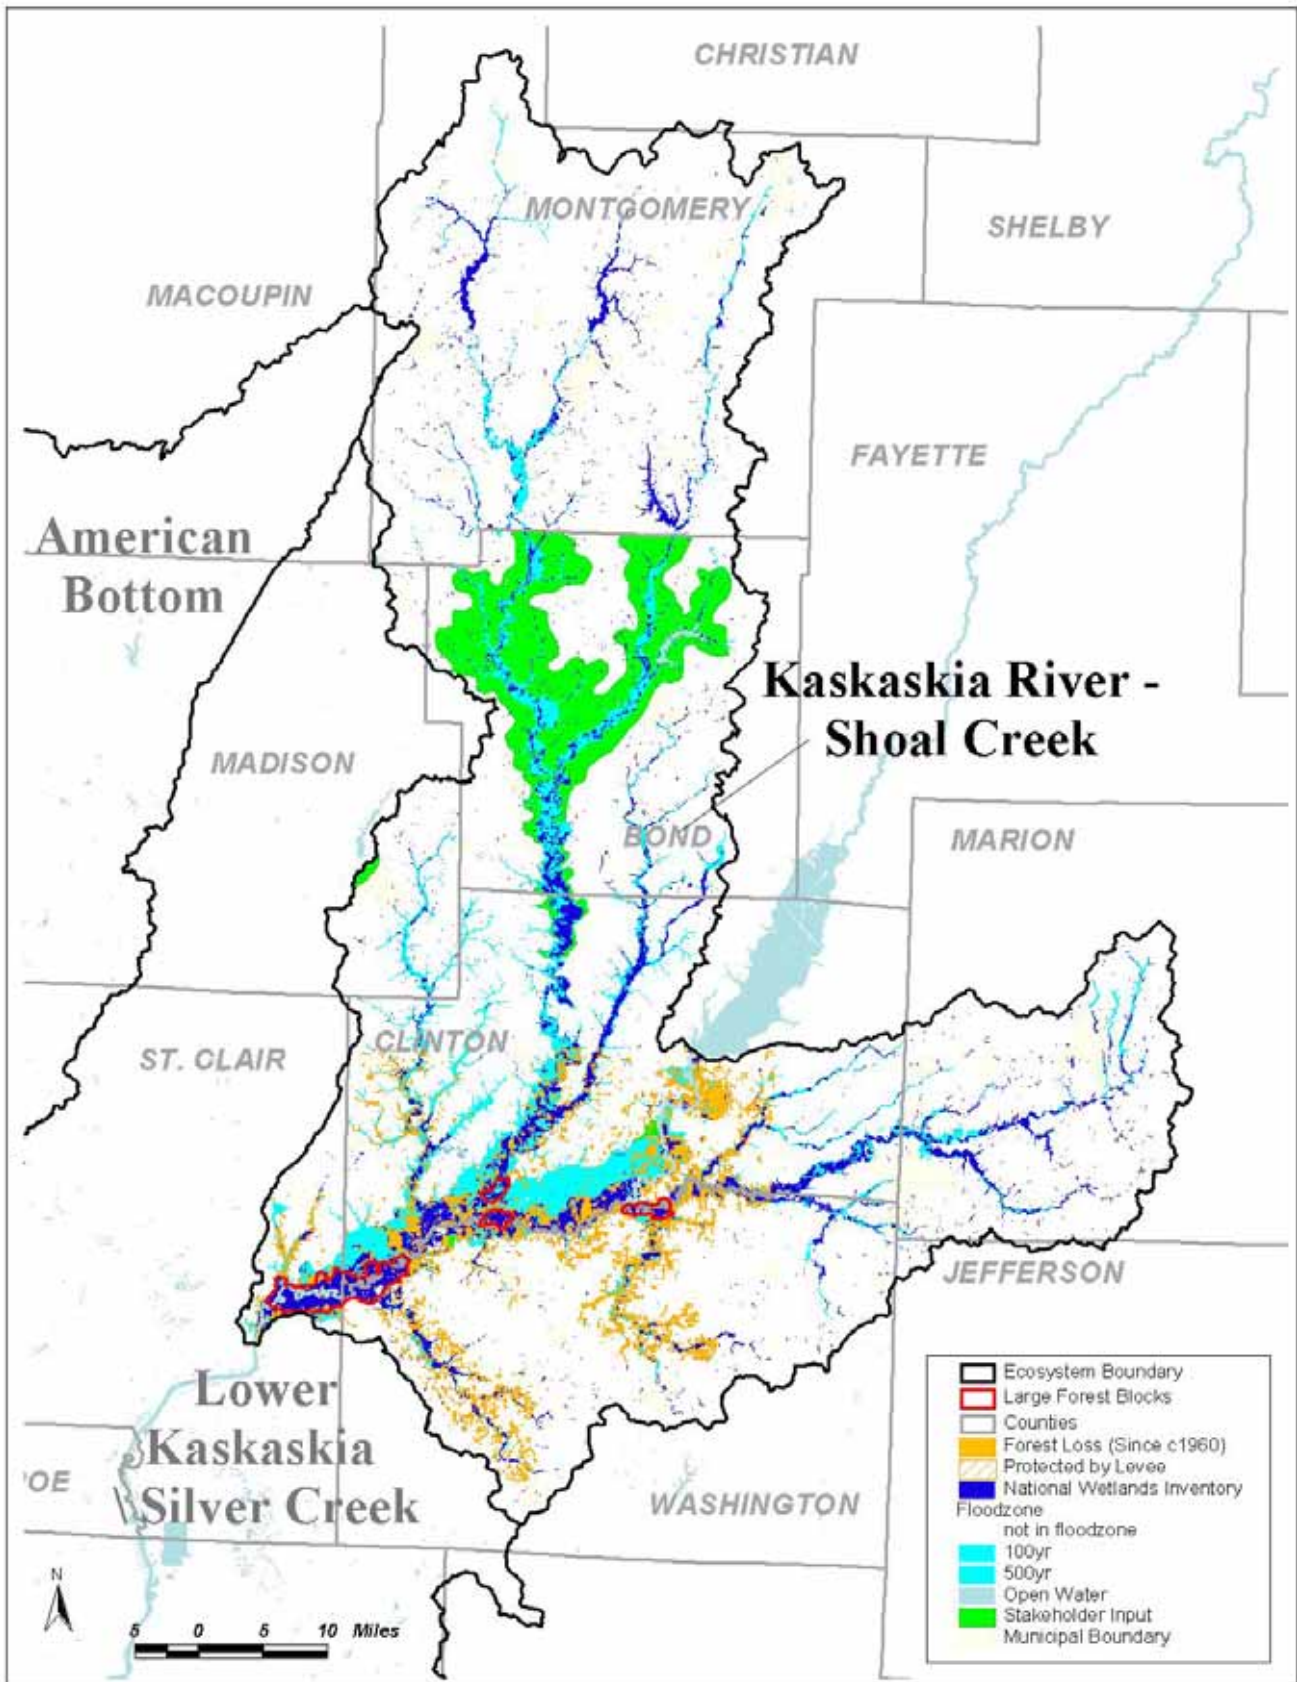 CHRISTIAN
MONTGOMERY
SHELBY
MACOUPIN
FAYETTE
American
Bottom
Kaskaskia River -
Shoal Creek
MADISON
BOND
MARION
CLINTON
ST. CLAIR
JEFFERSON
Lower
Kaskaskia
Silver Creek
OE
WASHINGTON
Ecosystem Boundary
Large Forest Blocks
Counties
Forest Loss (Since c1960)
Protected by Levee
National Wetlands Inventory
Floodzone
not in floodzone
100yr
500yr
Open Water
Stakeholder Input
Municipal Boundary
N
5 0 5 10 Miles